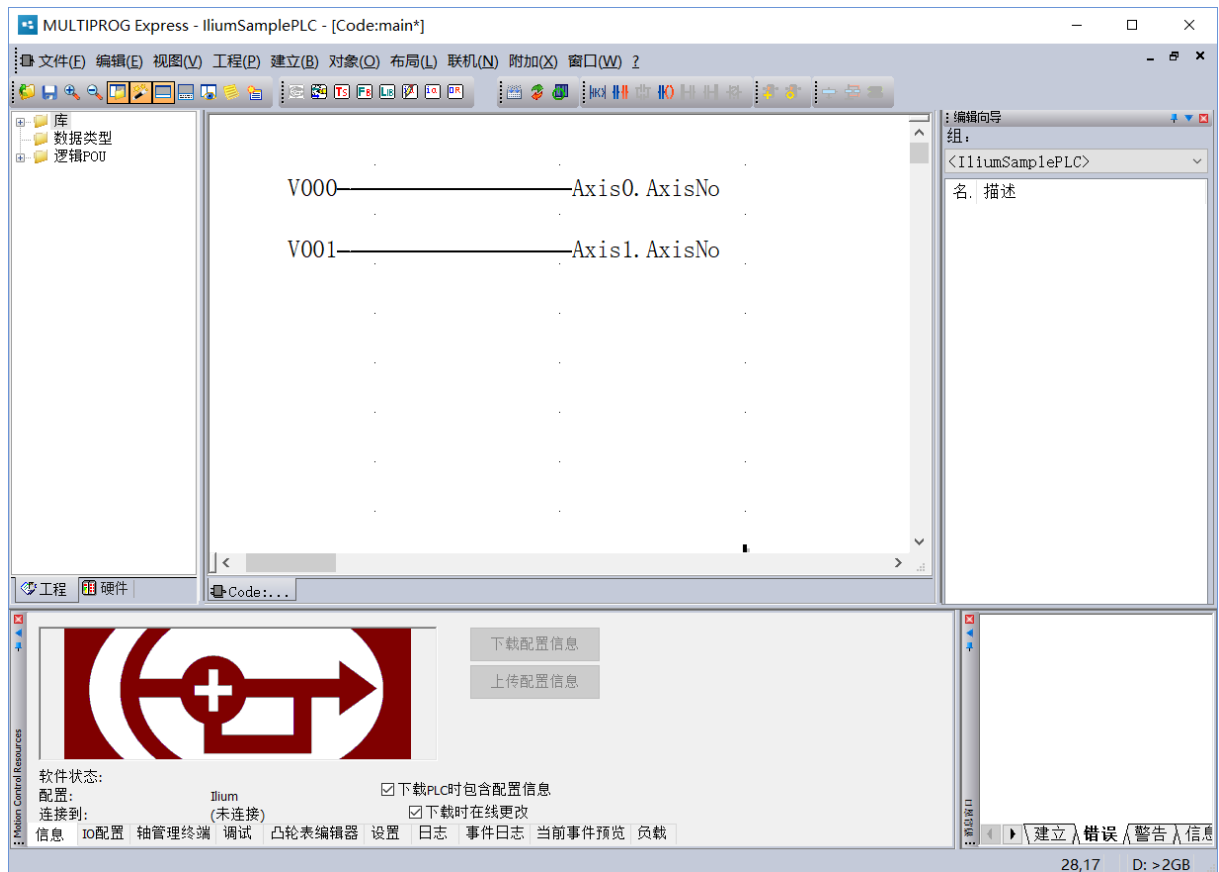 MULTIPROG Express - IliumSamplePLC - [Code:main*]
文件(F) 编辑(E) 视图(V) 工程(P) 建立(B) 对象(O) 布局(L) 联机(N) 附加(X) 窗口(W) ?
库
数据类型
逻辑POU
V000 Axis0.AxisNo
V001 Axis1.AxisNo
编辑向导
组:
<IliumSamplePLC>
名. 描述
工程 硬件
Code:...
下载配置信息
上传配置信息
Motion Control Resources
软件状态:
配置: Ilium
连接到: (未连接)
下载PLC时包含配置信息
下载时在线更改
信息 IO配置 轴管理终端 调试 凸轮表编辑器 设置 日志 事件日志 当前事件预览 负载
建立 错误 警告 信息
28,17 D: >2GB